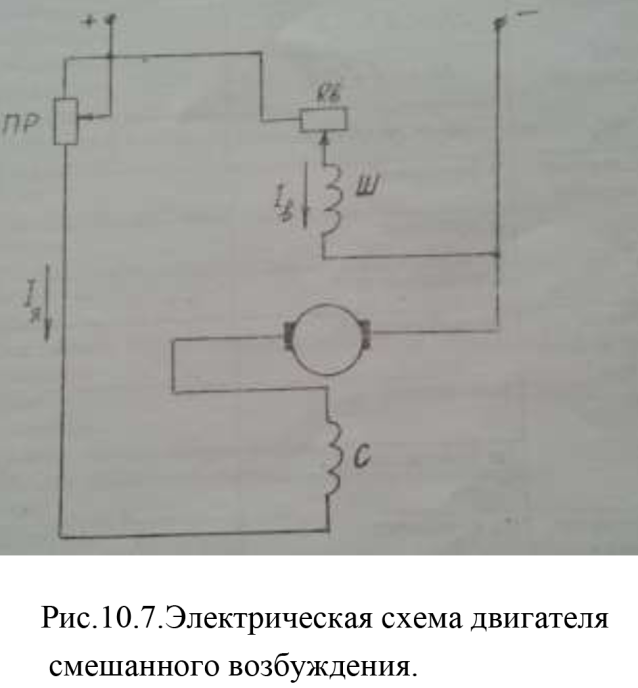 + −
ПР
Rв
Iв
Ш
Iя
С
Рис.10.7.Электрическая схема двигателя
смешанного возбуждения.